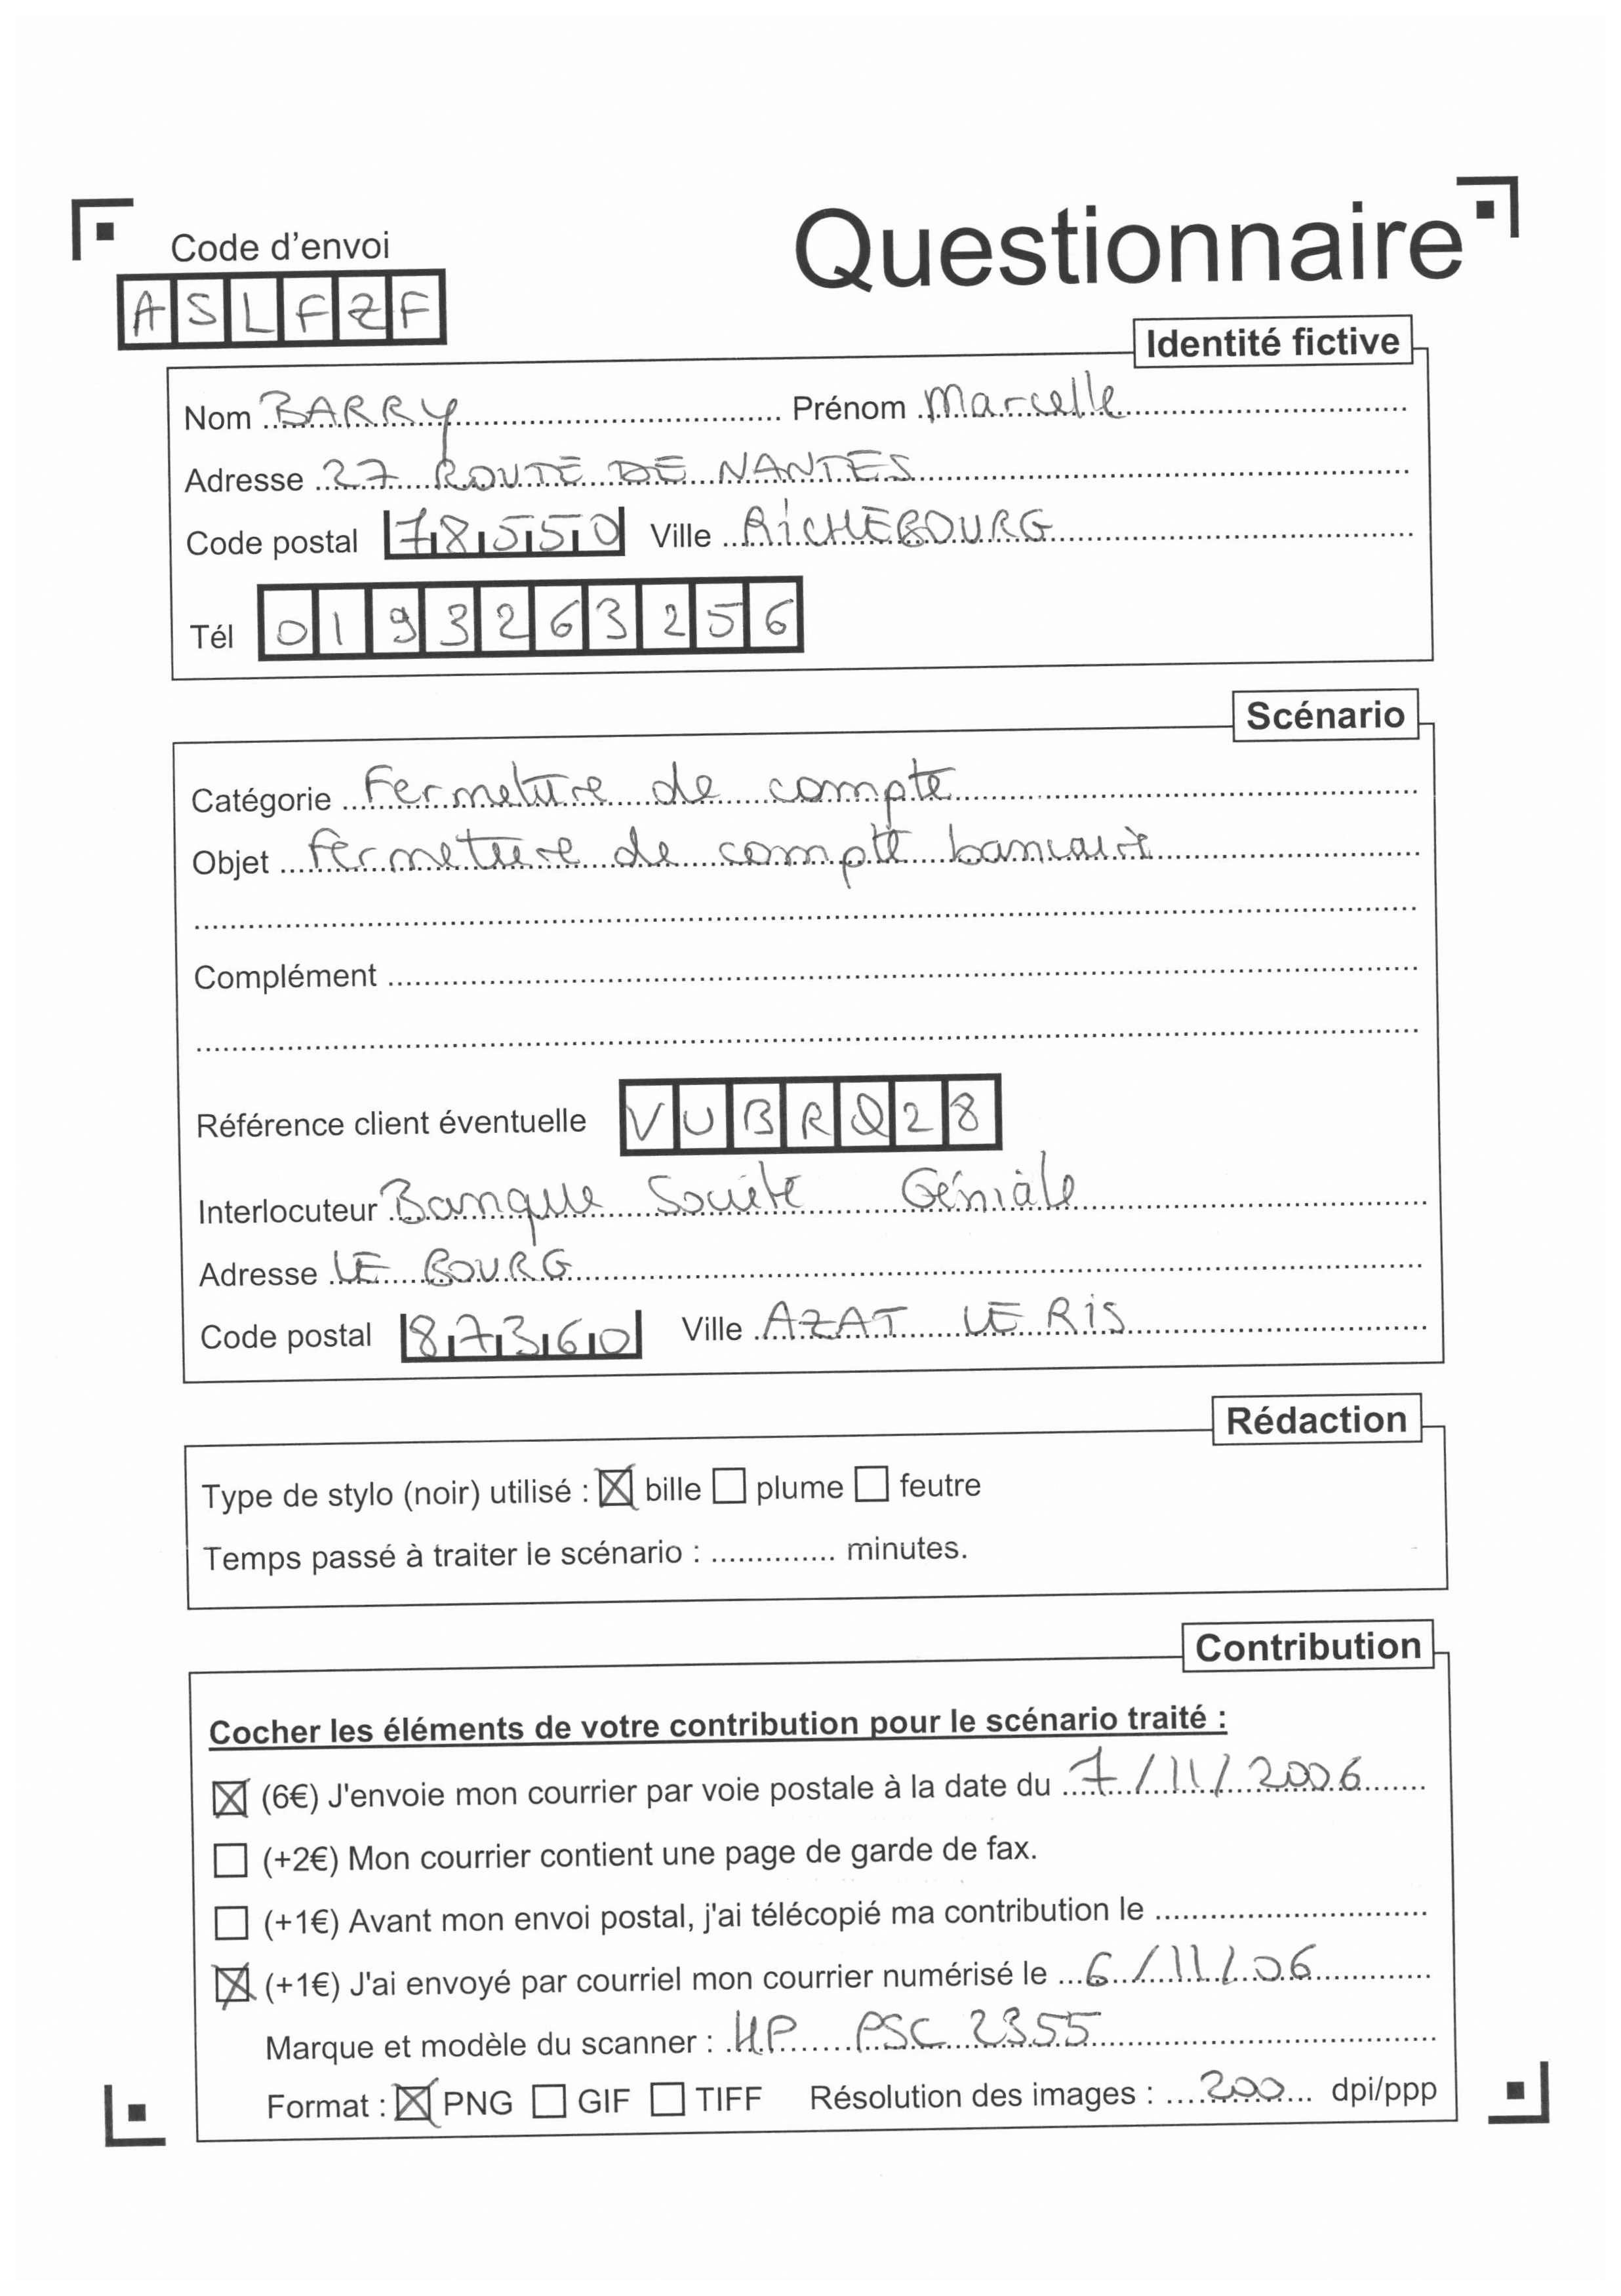 Questionnaire
Code d'envoi
ASLFZF
Identité fictive
Nom BARRY Prénom Marcelle
Adresse 27 ROUTE DE NANTES
Code postal 78550 Ville RiCHEBOURG
Tél 0193263256
Scénario
Catégorie Fermeture de compte
Objet fermeture de compte bancaire
Complément
Référence client éventuelle VUBRQ28
Interlocuteur Banque Société Géniale
Adresse LE BOURG
Code postal 87360 Ville AZAT LE RiS
Rédaction
Type de stylo (noir) utilisé : ☒ bille ☐ plume ☐ feutre
Temps passé à traiter le scénario : .............. minutes.
Contribution
Cocher les éléments de votre contribution pour le scénario traité :
☒ (6€) J'envoie mon courrier par voie postale à la date du 7/11/2006
☐ (+2€) Mon courrier contient une page de garde de fax.
☐ (+1€) Avant mon envoi postal, j'ai télécopié ma contribution le
☒ (+1€) J'ai envoyé par courriel mon courrier numérisé le 6/11/06
Marque et modèle du scanner : HP PSC 2355
Format : ☒ PNG ☐ GIF ☐ TIFF Résolution des images : 200 dpi/ppp